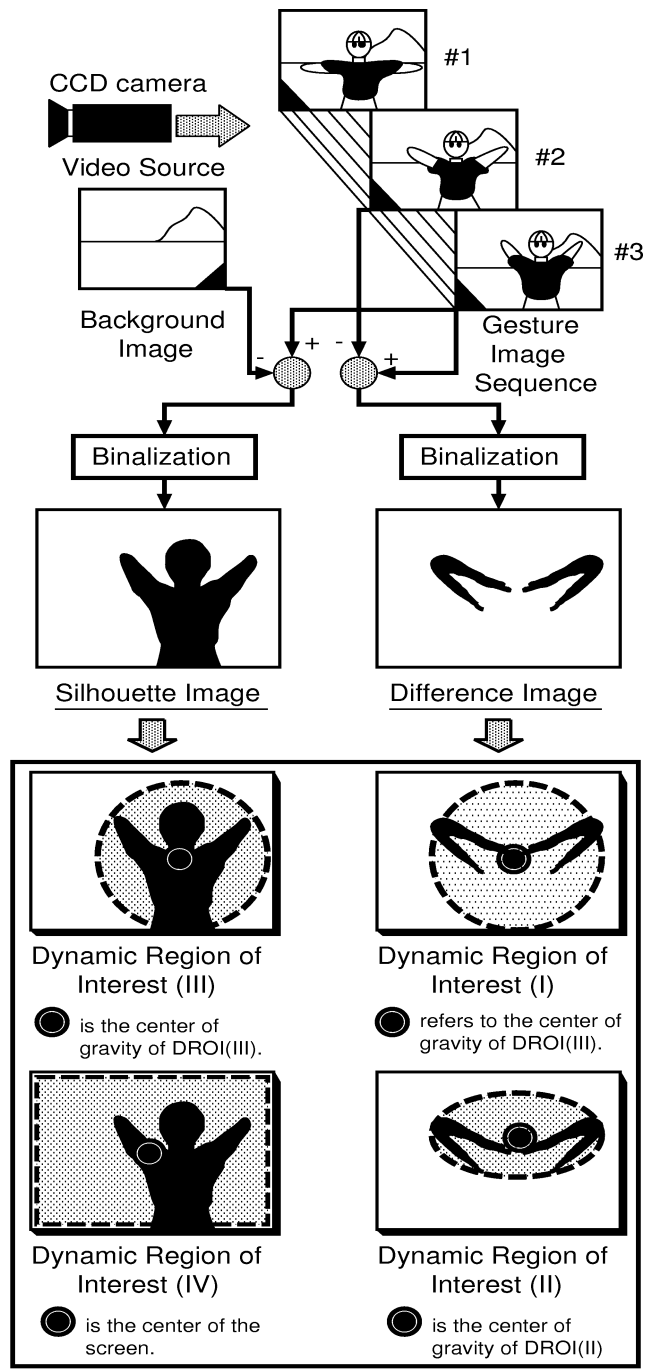 #1
CCD camera
#2
Video Source
#3
Background
Image
Gesture
Image
Sequence
- + - +
Binalization
Binalization
Silhouette Image
Difference Image
Dynamic Region of
Interest (III)
is the center of
gravity of DROI(III).
Dynamic Region of
Interest (I)
refers to the center of
gravity of DROI(III).
Dynamic Region of
Interest (IV)
is the center of the
screen.
Dynamic Region of
Interest (II)
is the center of
gravity of DROI(II)